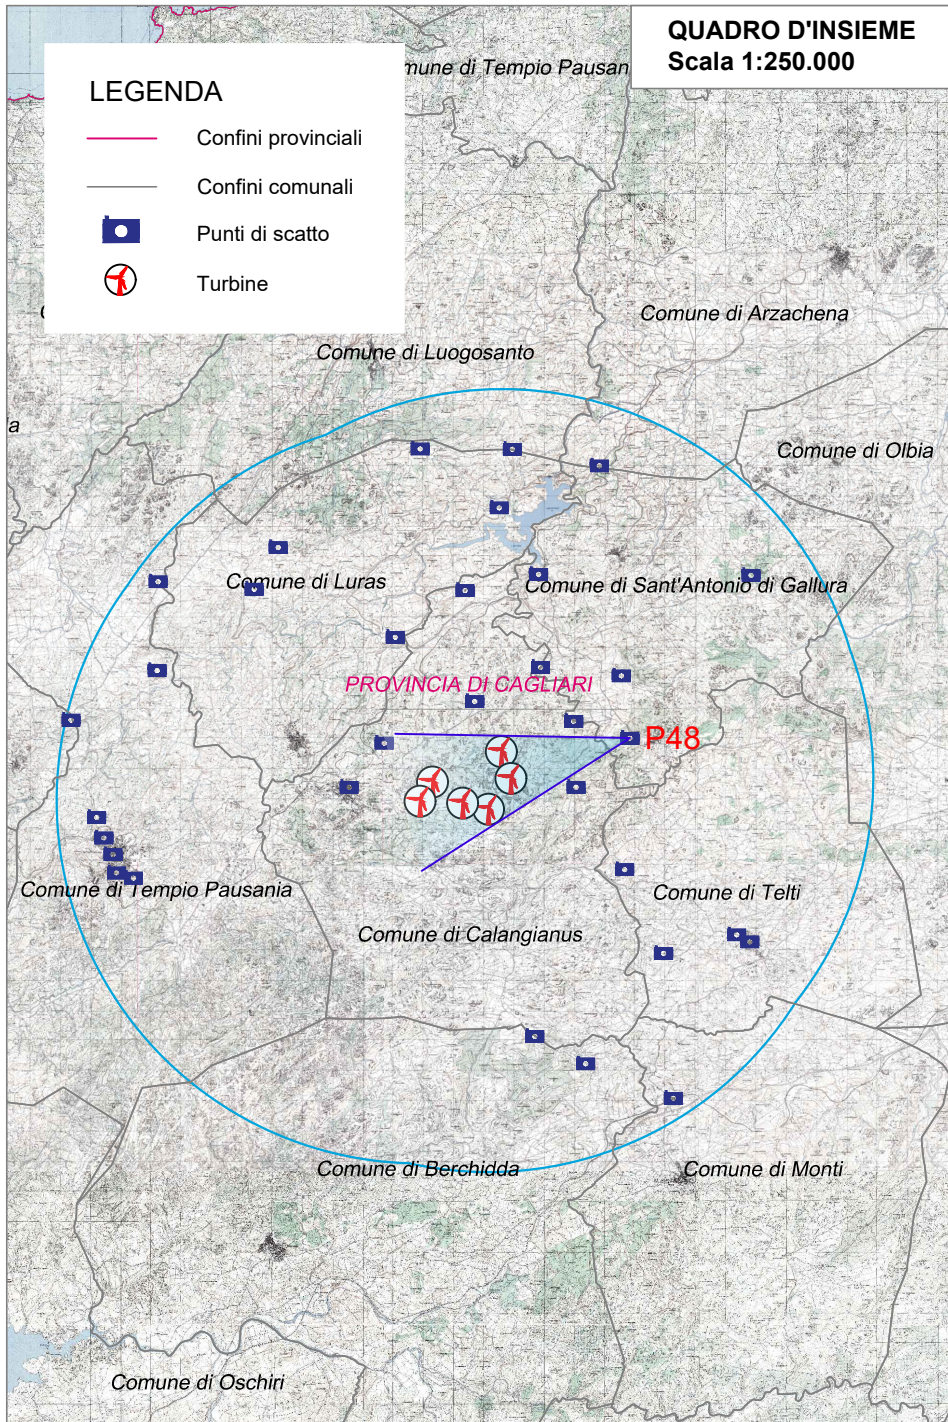 QUADRO D'INSIEME
Scala 1:250.000
mune di Tempio Pausan
LEGENDA
Confini provinciali
Confini comunali
Punti di scatto
Turbine
Comune di Arzachena
Comune di Luogosanto
a
Comune di Olbia
Comune di Luras
Comune di Sant'Antonio di Gallura
PROVINCIA DI CAGLIARI
P48
Comune di Tempio Pausania
Comune di Telti
Comune di Calangianus
Comune di Berchidda
Comune di Monti
Comune di Oschiri